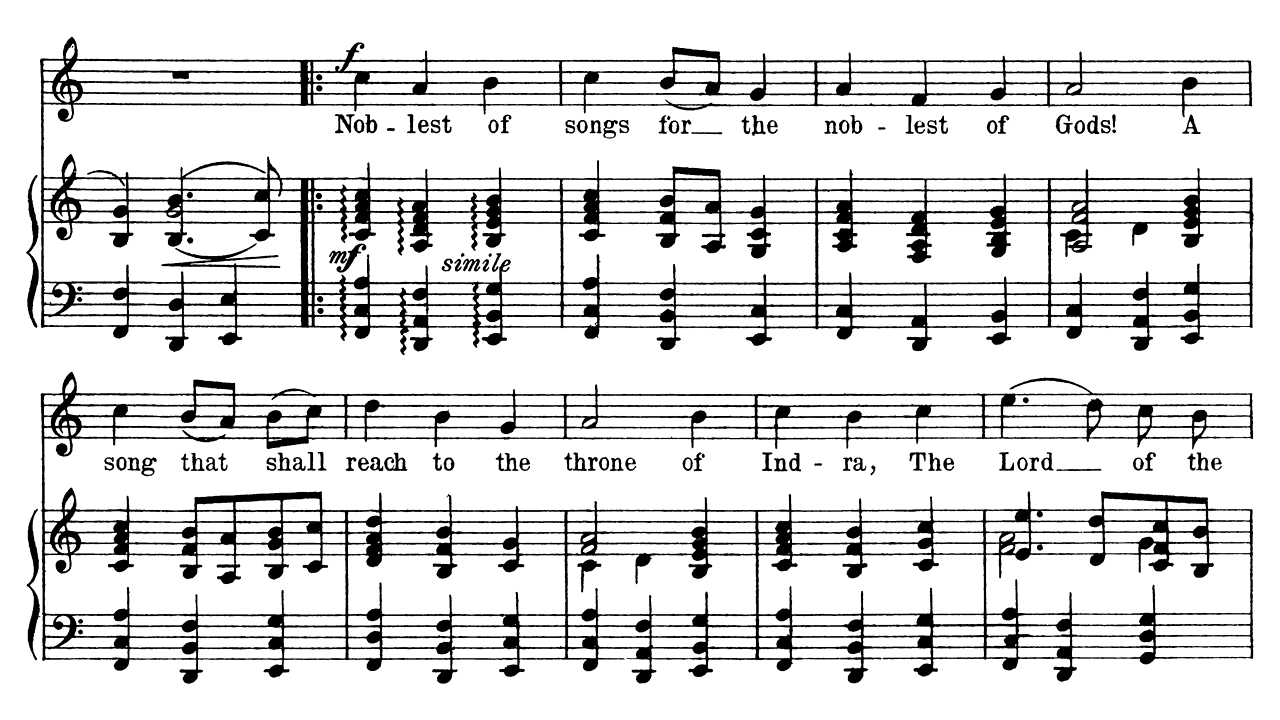 f
Nob - lest of songs for the nob - lest of Gods! A
mf simile
song that shall reach to the throne of Ind - ra, The Lord of the